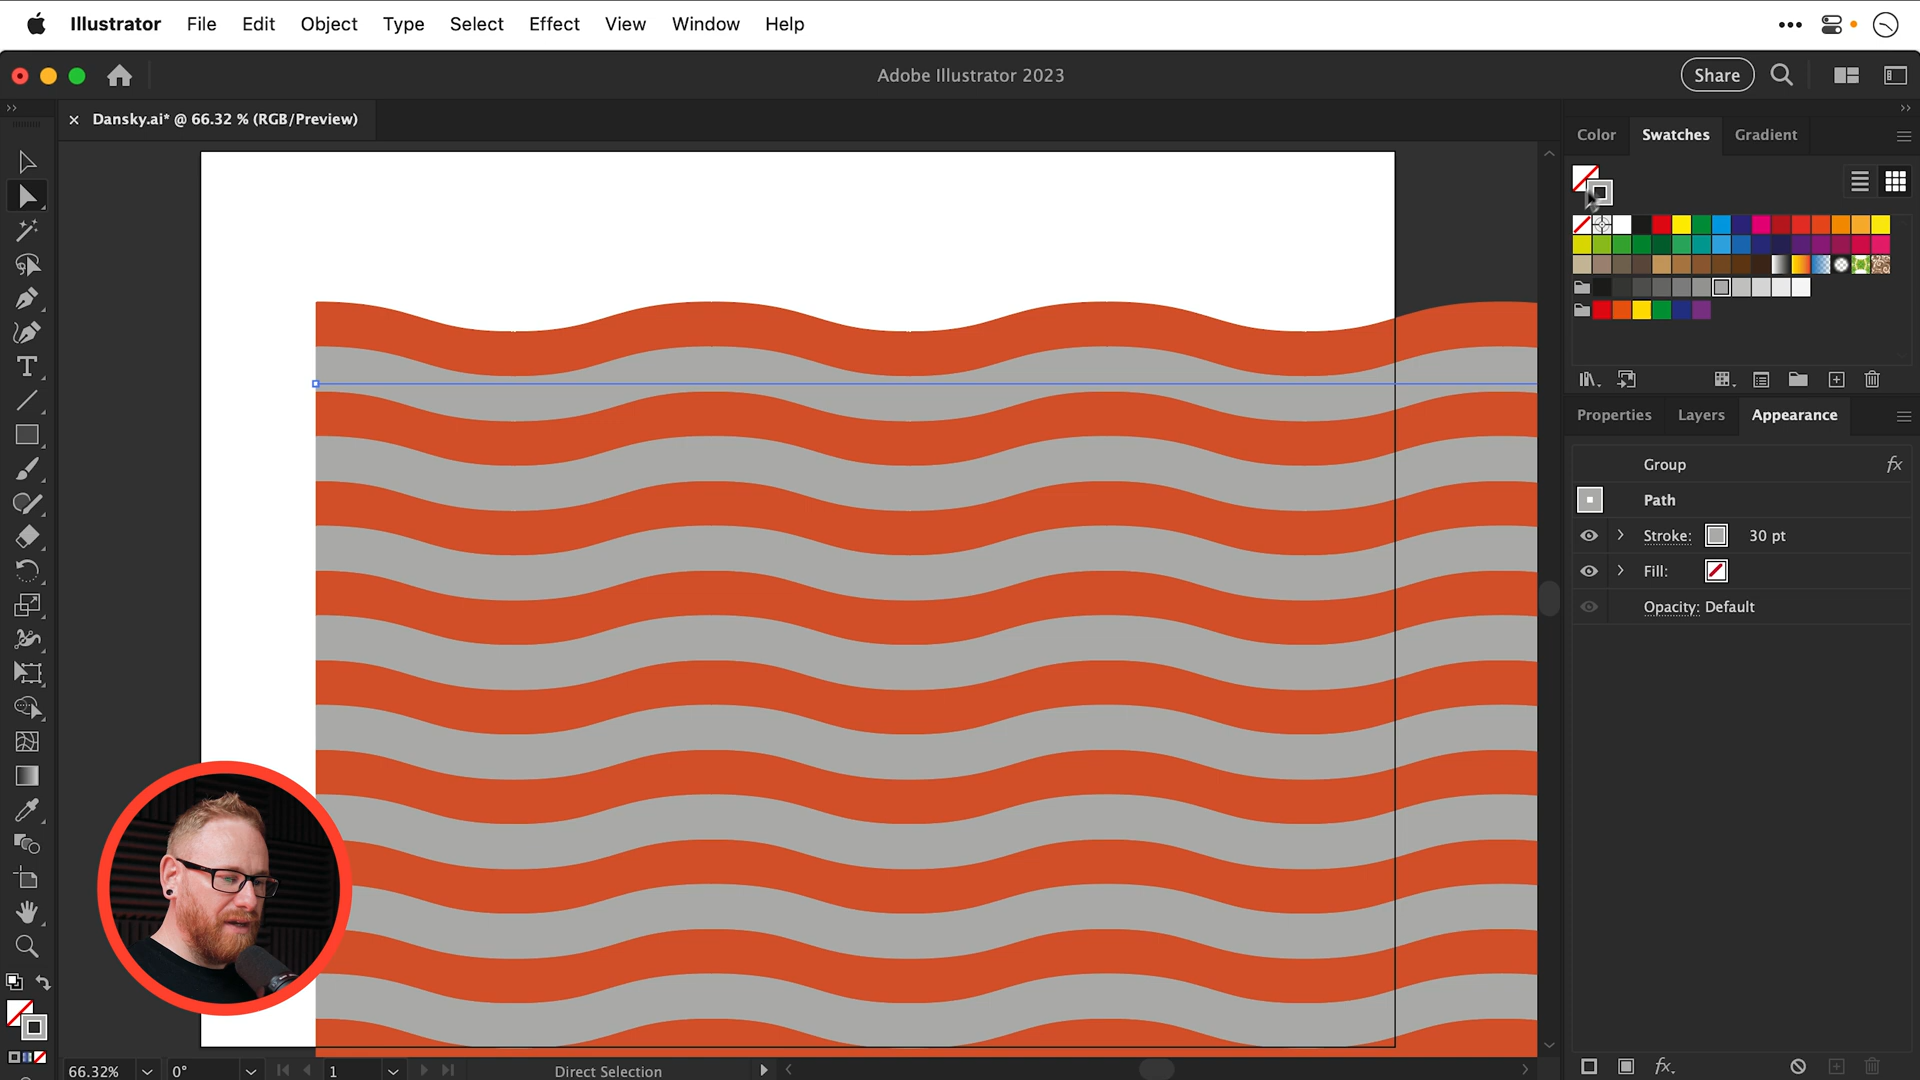 Illustrator File Edit Object Type Select Effect View Window Help
Adobe Illustrator 2023
Share
× Dansky.ai* @ 66.32 % (RGB/Preview)
Color Swatches Gradient
Properties Layers Appearance
Group fx
Path
Stroke: 30 pt
Fill:
Opacity: Default
T
66.32% 0° 1 Direct Selection
fx